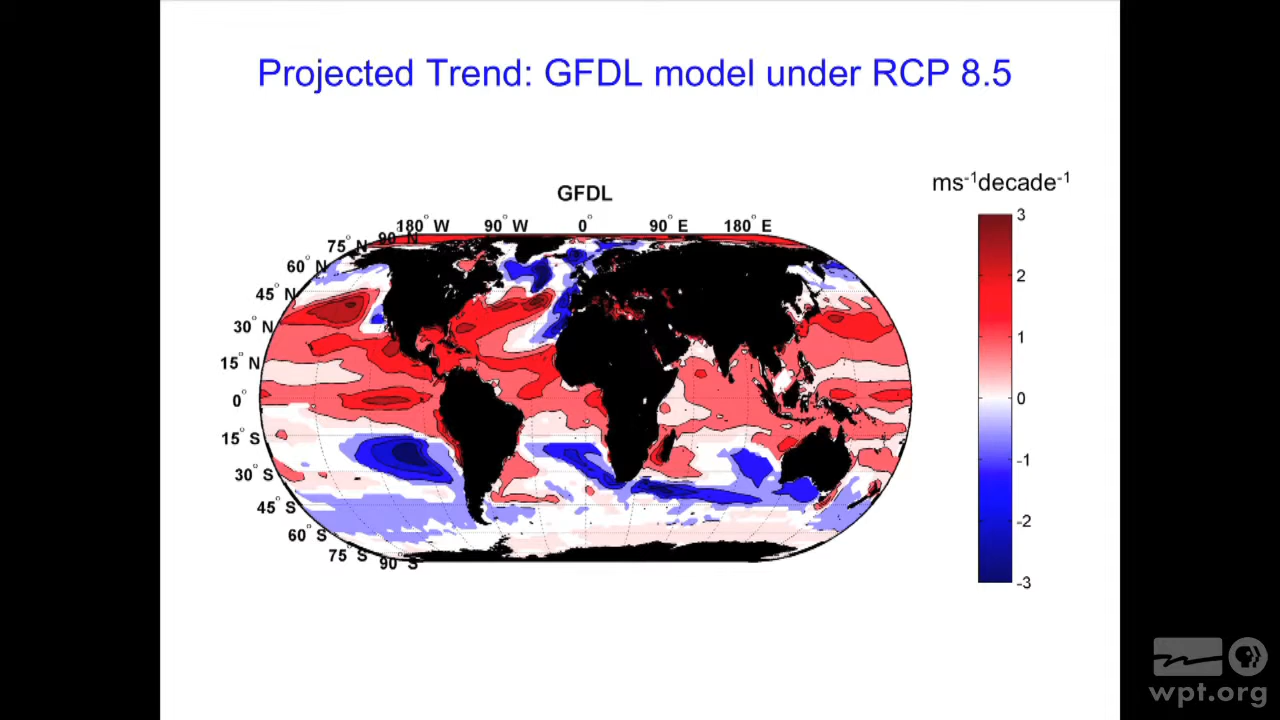 Projected Trend: GFDL model under RCP 8.5
ms⁻¹decade⁻¹
GFDL
180° W 90° W 0° 90° E 180° E
90° N
75° N
60° N
45° N
30° N
15° N
0°
15° S
30° S
45° S
60° S
75° S
90° S
3
2
1
0
-1
-2
-3
wpt.org